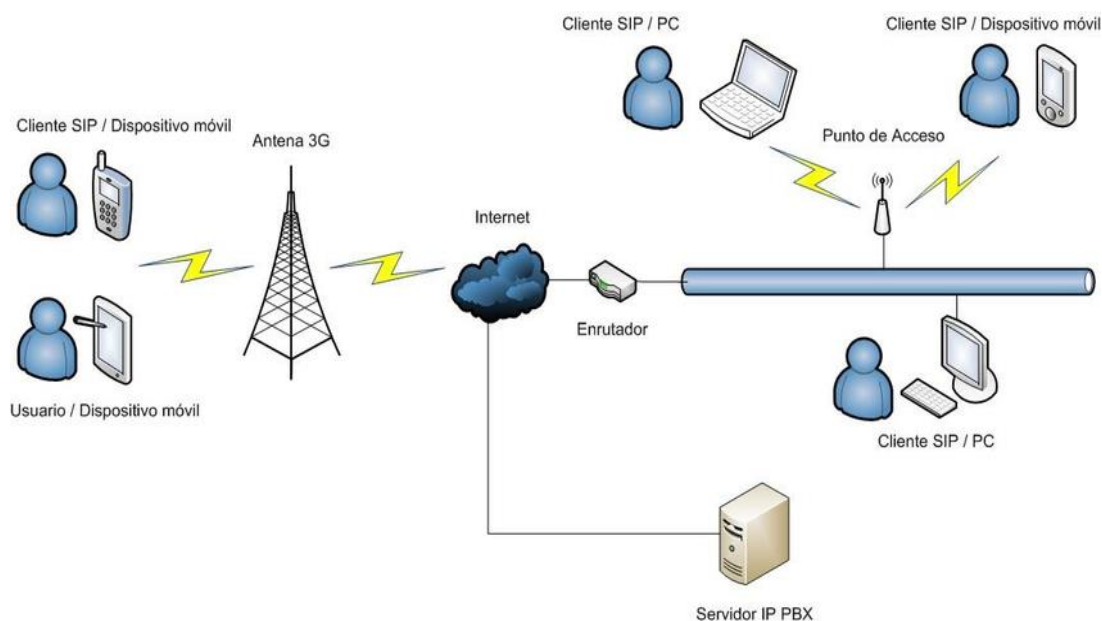 Cliente SIP / PC
Cliente SIP / Dispositivo móvil
Cliente SIP / Dispositivo móvil
Antena 3G
Punto de Acceso
Internet
Enrutador
Usuario / Dispositivo móvil
Cliente SIP / PC
Servidor IP PBX